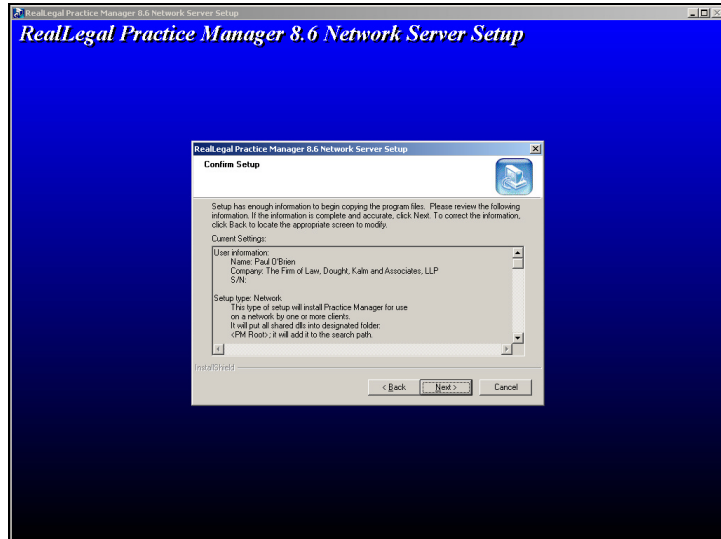 RealLegal Practice Manager 8.6 Network Server Setup
RealLegal Practice Manager 8.6 Network Server Setup
RealLegal Practice Manager 8.6 Network Server Setup
Confirm Setup
Setup has enough information to begin copying the program files. Please review the following
information. If the information is complete and accurate, click Next. To correct the information,
click Back to locate the appropriate screen to modify.
Current Settings:
User information:
Name: Paul O'Brien
Company: The Firm of Law, Dought, Kalm and Associates, LLP
S/N:
Setup type: Network
This type of setup will install Practice Manager for use
on a network by one or more clients.
It will put all shared dlls into designated folder:
<PM Root>; it will add it to the search path.
InstallShield
< Back
Next >
Cancel